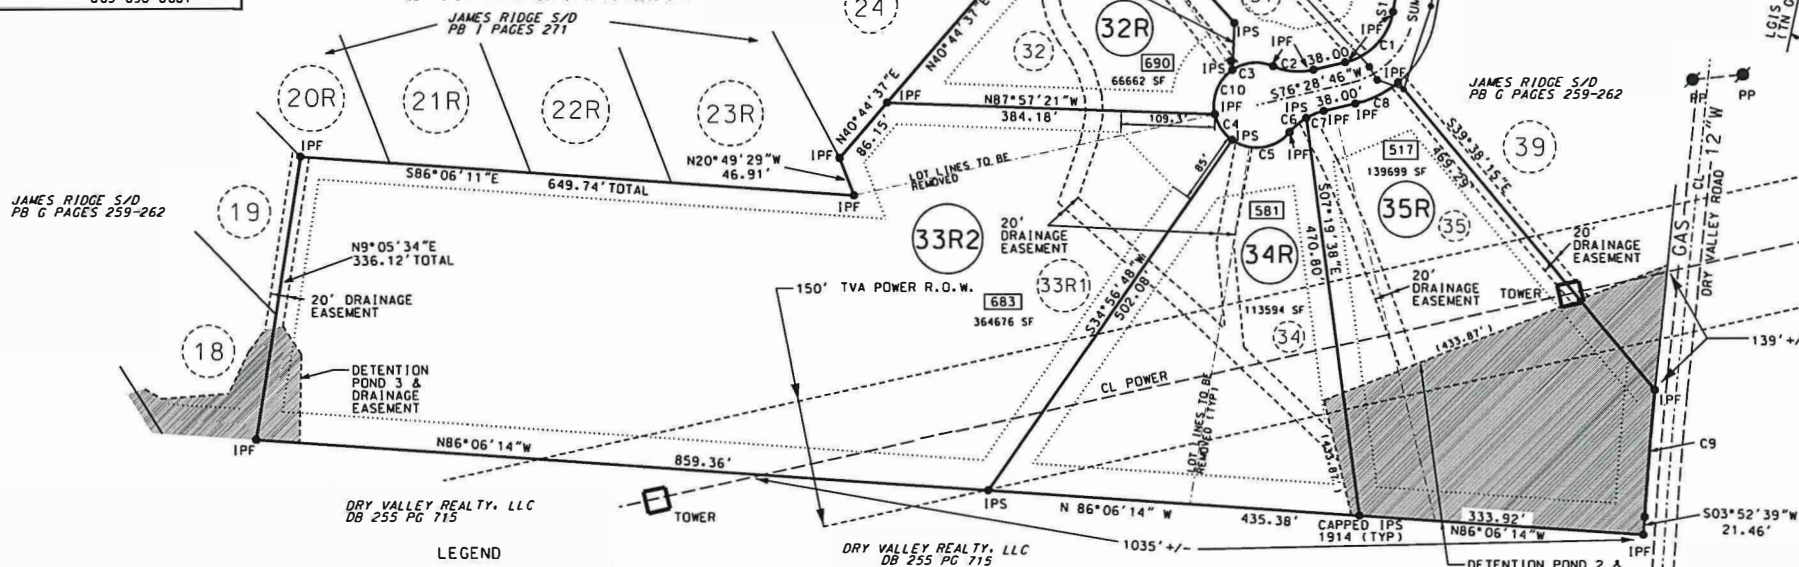 JAMES RIDGE S/D
PB I PAGES 271
24
N40°44'37"E
32
32R
690
66662 SF
IPS
IPF
IPS
C3
C2
38.00
IPF
C1
S76°28'46"W
IPF
C10
IPF
C4
IPS
IPS
38.00
C8
C6
C7
IPF
IPF
C5
IPF
JAMES RIDGE S/D
PB G PAGES 259-262
PP
PP
20R
21R
22R
23R
IPF
N87°57'21"W
384.18'
109.3'
N40°44'37"E
86.15'
IPF
N20°49'29"W
46.91'
IPF
IPF
S86°06'11"E
649.74'TOTAL
LOT LINES TO BE
REMOVED
85'
517
139699 SF
35R
35
S39°38'15"E
469.29'
39
GAS CL 12" W
DRY VALLEY ROAD
JAMES RIDGE S/D
PB G PAGES 259-262
19
N9°05'34"E
336.12'TOTAL
20' DRAINAGE
EASEMENT
18
DETENTION
POND 3 &
DRAINAGE
EASEMENT
IPF
33R2
20'
DRAINAGE
EASEMENT
33R1
683
364676 SF
150' TVA POWER R.O.W.
S34°56'48"W
502.08'
581
34R
113594 SF
34
S07°19'38"E
470.80'
20'
DRAINAGE
EASEMENT
20'
DRAINAGE
EASEMENT
TOWER
(433.87')
139'+/
IPF
C9
CL POWER
LOT LINES TO BE
REMOVED (TYP)
(433.87')
N86°06'14"W
859.36'
DRY VALLEY REALTY, LLC
DB 255 PG 715
TOWER
IPS
N 86°06'14" W
435.38'
CAPPED IPS
1914 (TYP)
333.92'
N86°06'14"W
S03°52'39"W
21.46'
IPF
LEGEND
DRY VALLEY REALTY, LLC
DB 255 PG 715
1035'+/-
DETENTION POND 2 &